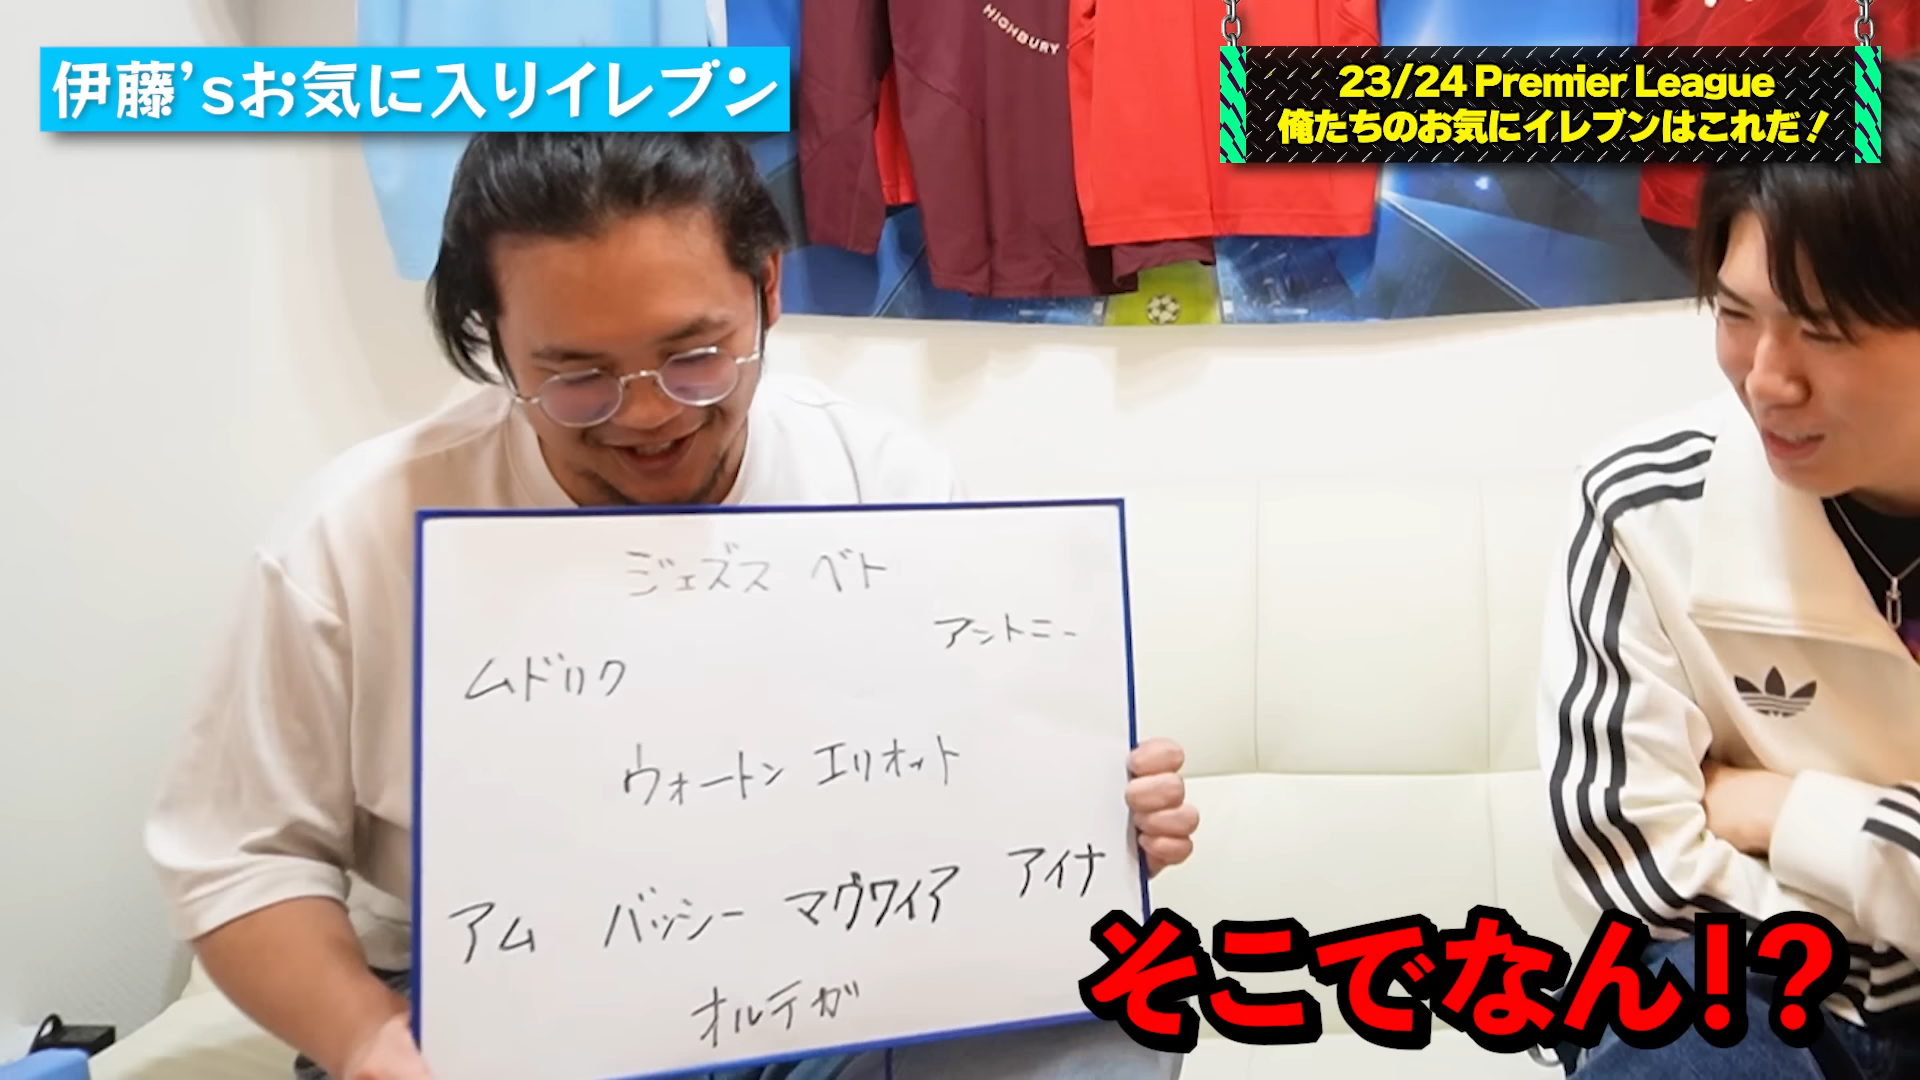 伊藤'sお気に入りイレブン
23/24 Premier League
俺たちのお気にイレブンはこれだ!
HIGHBURY
ジェズス ベト
アントニー
ムドリク
ウォートン エリオット
アム バッシー マグワイア アイナ
オルテガ
そこでなん!?